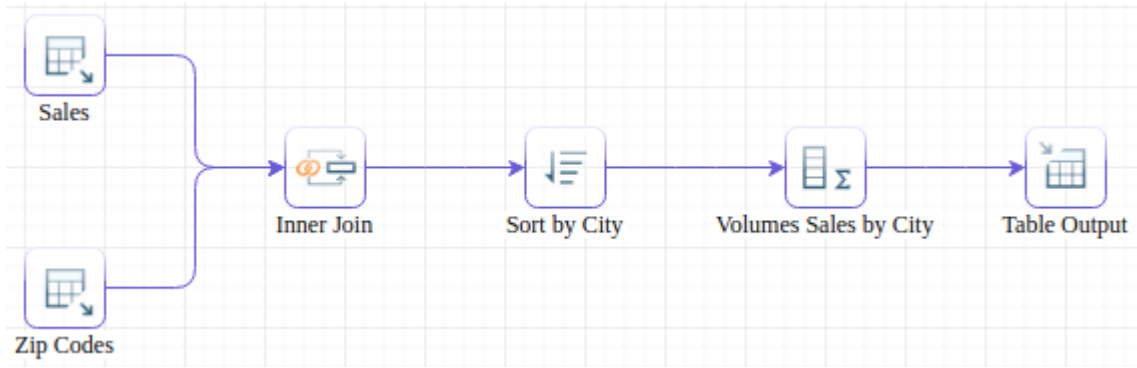 Sales
Inner Join
Sort by City
Volumes Sales by City
Table Output
Zip Codes